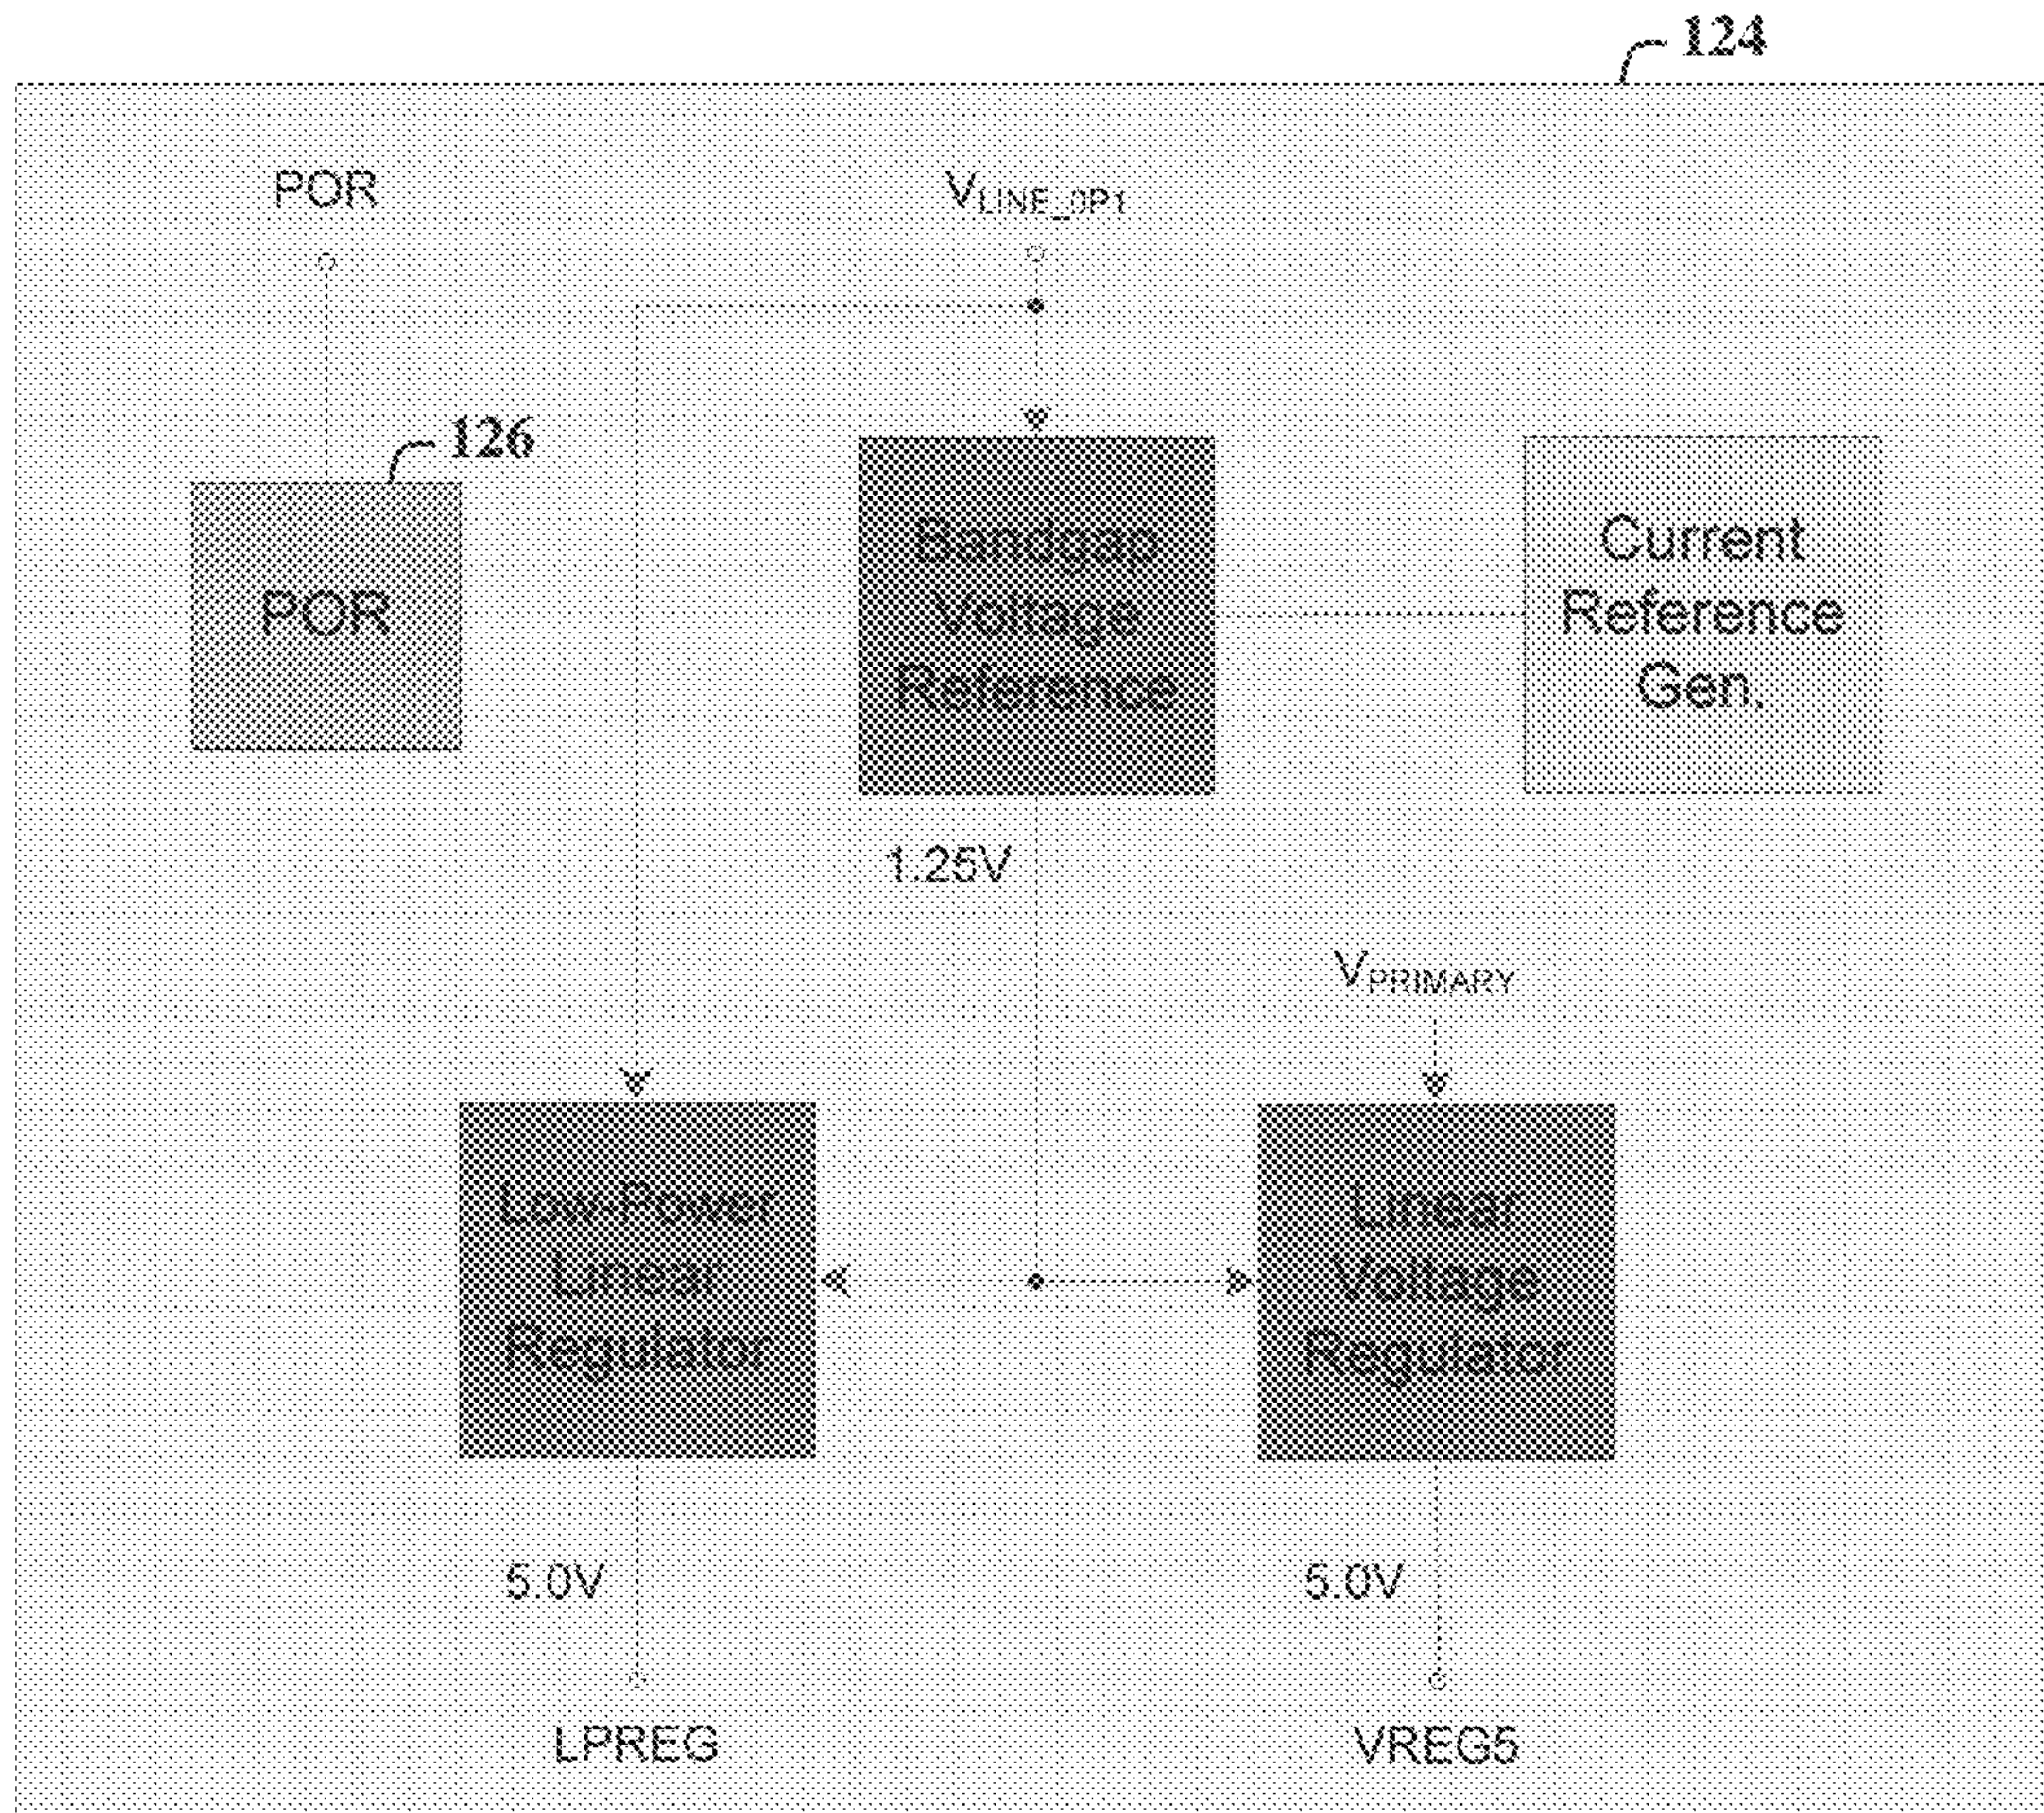 124
POR
VLINE_0P1
126
POR
Bandgap
Voltage
Reference
Current
Reference
Gen.
1.25V
VPRIMARY
Low-Power
Linear
Regulator
Linear
Voltage
Regulator
5.0V
5.0V
LPREG
VREG5